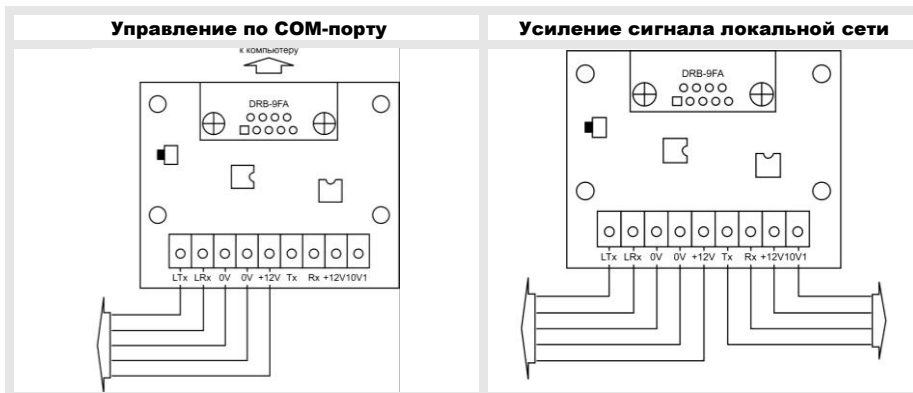 Управление по COM-порту
Усиление сигнала локальной сети
к компьютеру
DRB-9FA
LTx LRx 0V 0V +12V Tx Rx +12V10V1
DRB-9FA
LTx LRx 0V 0V +12V Tx Rx +12V10V1